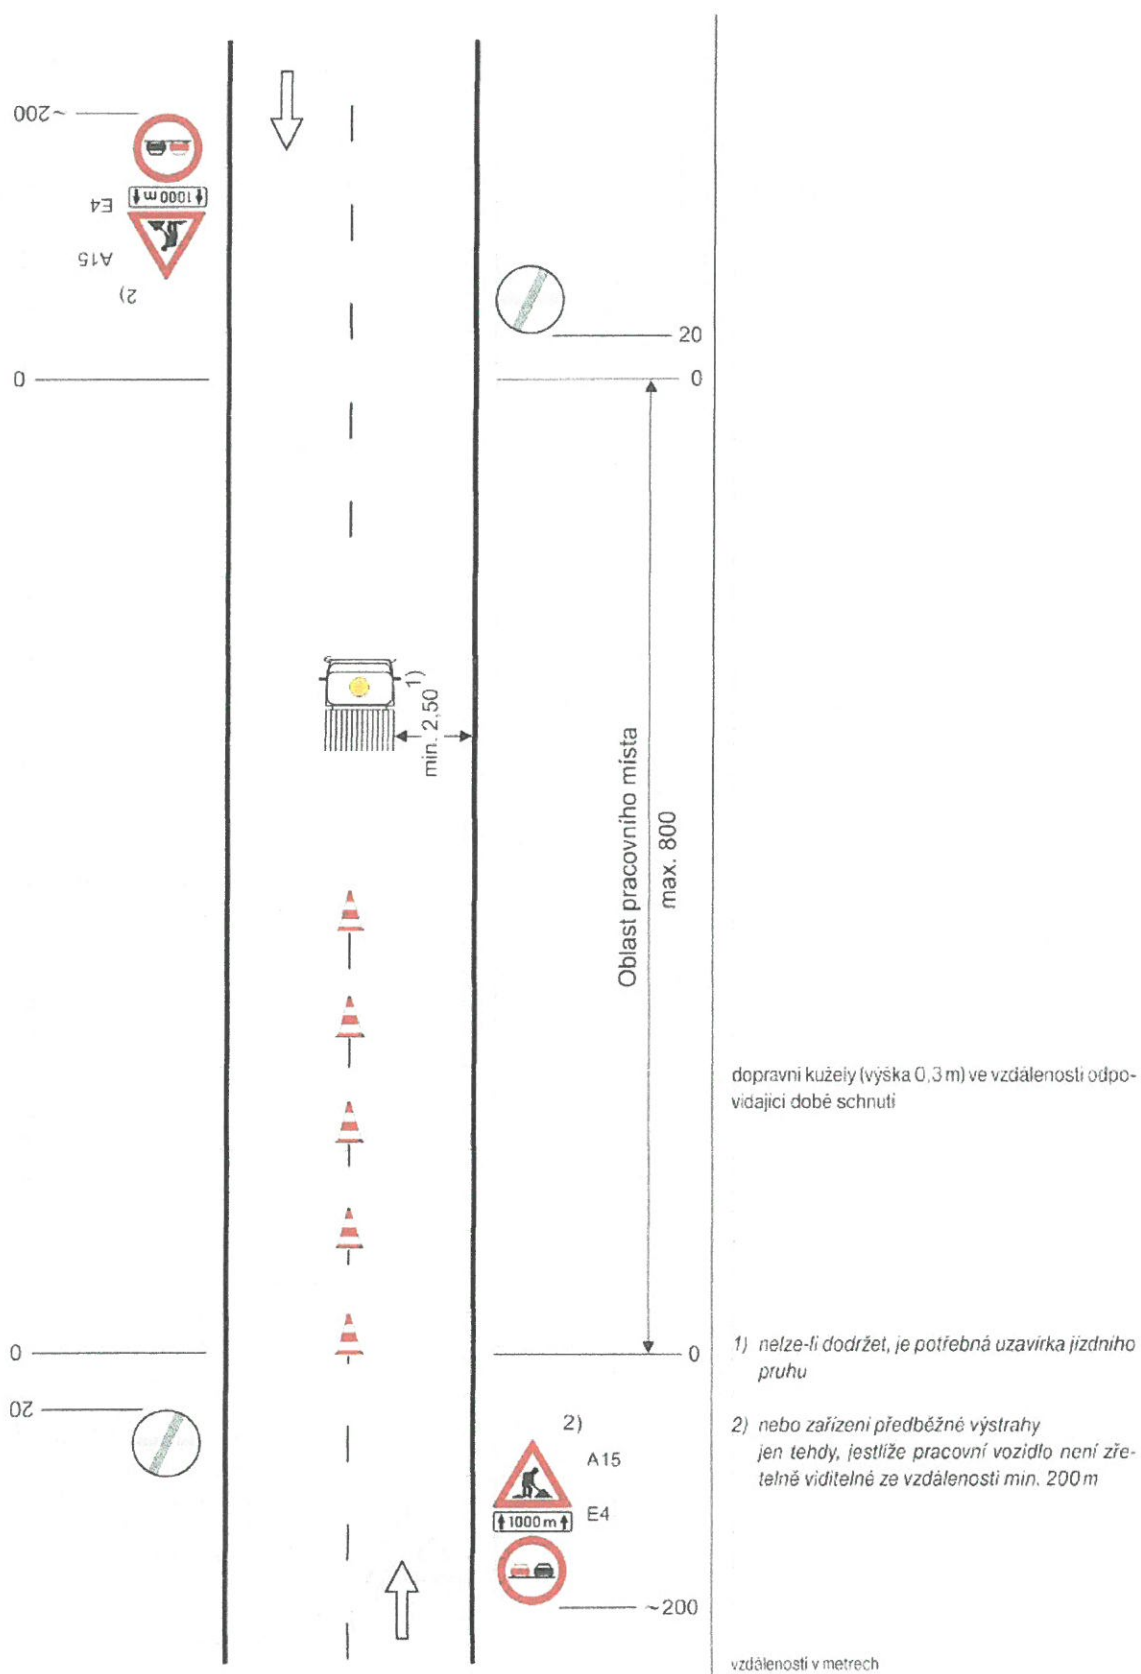 ~200
1000 m
E4
A15
2)
20
0
0
1)
min. 2,50
Oblast pracovního místa
max. 800
dopravní kužely (výška 0,3 m) ve vzdálenosti odpo-
vídající době schnutí
0
0
1) nelze-li dodržet, je potřebná uzavírka jízdního
pruhu
20
2)
A15
1000 m
E4
2) nebo zařízení předběžné výstrahy
jen tehdy, jestliže pracovní vozidlo není zře-
telně viditelné ze vzdálenosti min. 200 m
~200
vzdálenosti v metrech